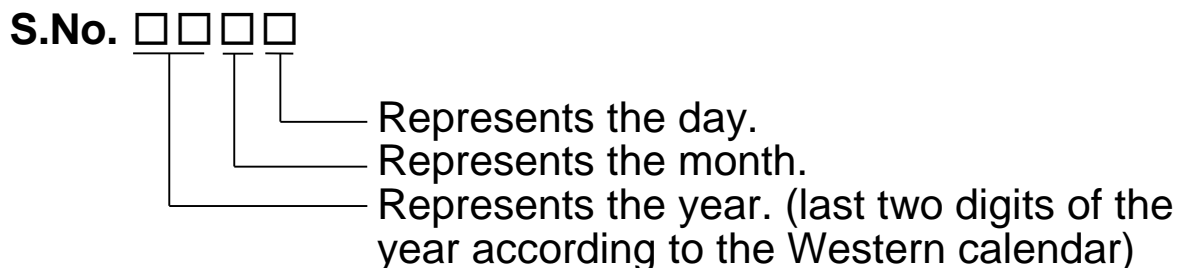 S.No. □□□□
Represents the day.
Represents the month.
Represents the year. (last two digits of the
year according to the Western calendar)